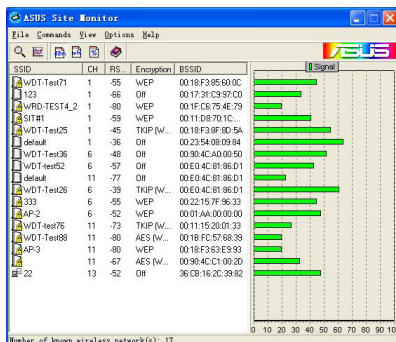 ASUS Site Monitor
File Commands View Options Help
/ISUS
SSID CH RS... Encryption BSSID Signal
WDT-Test71 1 -55 WEP 00:18:F3:85:60:0C
123 1 -66 Off 00:17:31:C9:97:C0
WRD-TEST4_2 1 -80 WEP 00:1F:C6:75:4E:79
SIT#1 1 -59 WEP 00:11:D8:70:1C:...
WDT-Test25 1 -45 TKIP (W... 00:18:F3:8F:8D:5A
default 1 -36 Off 00:23:54:08:09:84
WDT-Test36 6 -48 Off 00:90:4C:A0:00:50
WDT-test52 6 -57 Off 00:E0:4C:81:86:D1
default 11 -77 Off 00:E0:4C:81:86:D1
WDT-Test26 6 -39 TKIP (W... 00:E0:4C:81:86:D1
333 6 -55 WEP 00:22:15:7F:96:33
AP-2 6 -52 WEP 00:01:AA:00:00:00
WDT-test76 11 -73 TKIP (W... 00:11:15:20:01:33
WDT-Test88 11 -80 AES (W... 00:18:FC:57:68:39
AP-3 11 -80 WEP 00:18:F3:63:E9:93
11 -67 AES (W... 00:90:4C:C1:00:2D
22 13 -52 Off 36:C8:16:2C:39:82
0 10 20 30 40 50 60 70 80 90 10
Number of known wireless network(s): 17